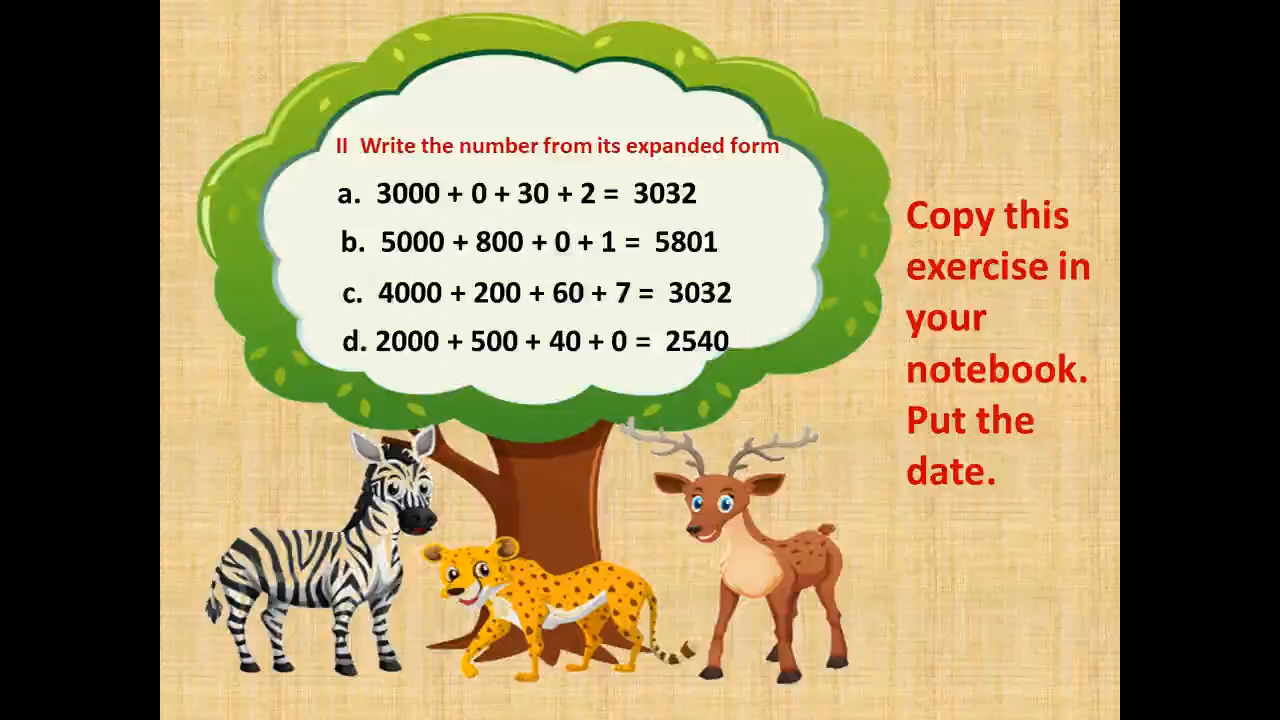 II  Write the number from its expanded form
a.  3000 + 0 + 30 + 2 =  3032
b.  5000 + 800 + 0 + 1 =  5801
c.  4000 + 200 + 60 + 7 =  3032
d. 2000 + 500 + 40 + 0 =  2540
Copy this
exercise in
your
notebook.
Put the
date.